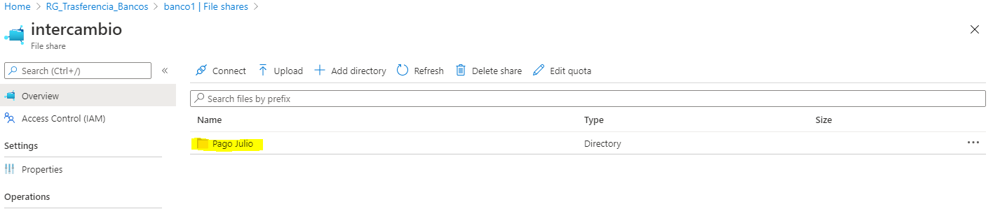 Home > RG_Trasferencia_Bancos > banco1 | File shares >
intercambio
File share
Search (Ctrl+/)
«
Connect Upload Add directory Refresh Delete share Edit quota
Overview
Search files by prefix
Access Control (IAM)
Name Type Size
Settings
Pago Julio Directory ...
Properties
Operations